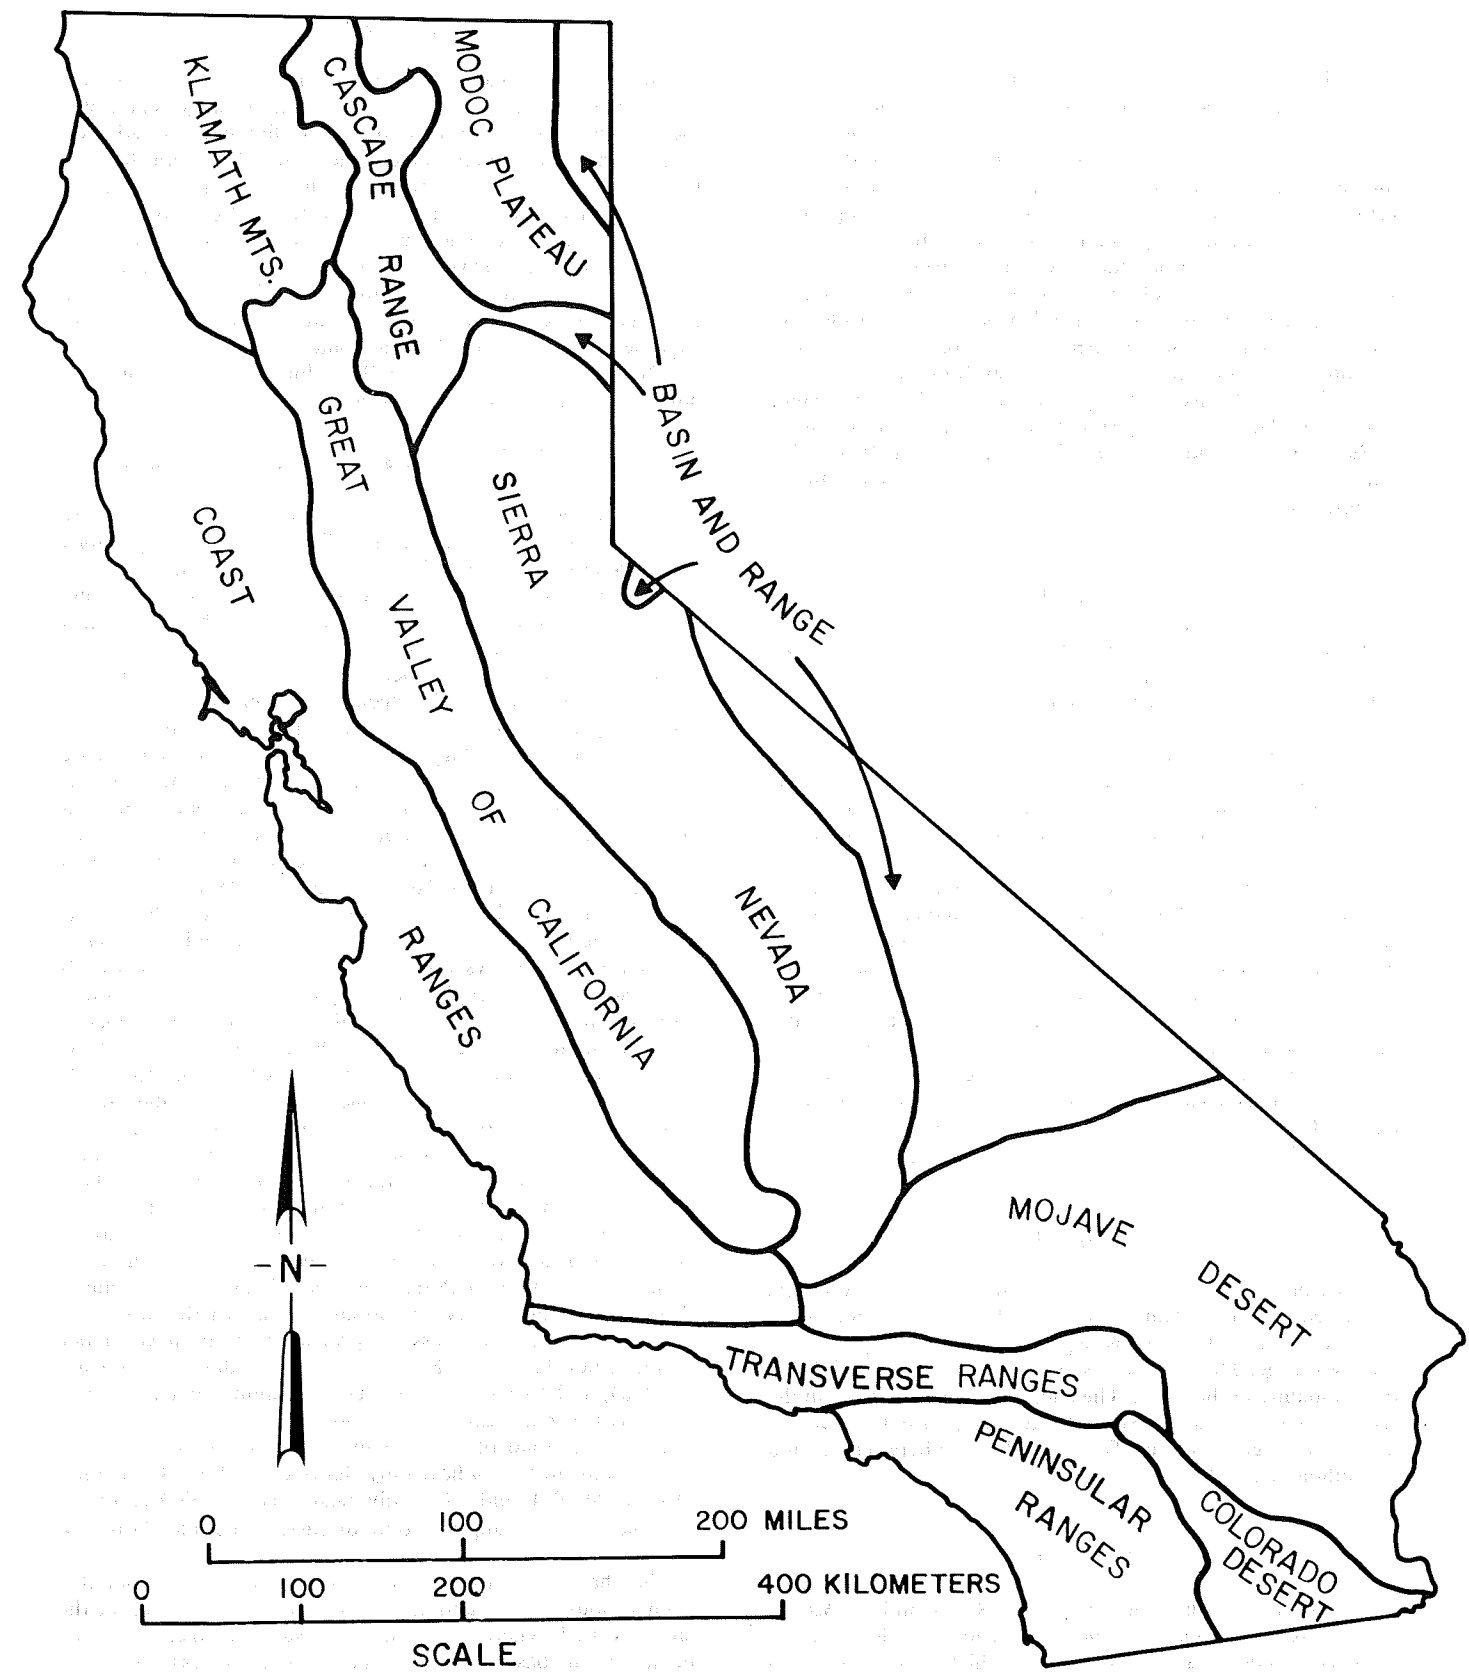 KLAMATH MTS.
CASCADE
RANGE
MODOC PLATEAU
BASIN AND RANGE
COAST
RANGES
GREAT
VALLEY
OF
CALIFORNIA
SIERRA
NEVADA
MOJAVE
DESERT
TRANSVERSE RANGES
PENINSULAR
RANGES
COLORADO
DESERT
-N-
0 100 200 MILES
0 100 200 400 KILOMETERS
SCALE